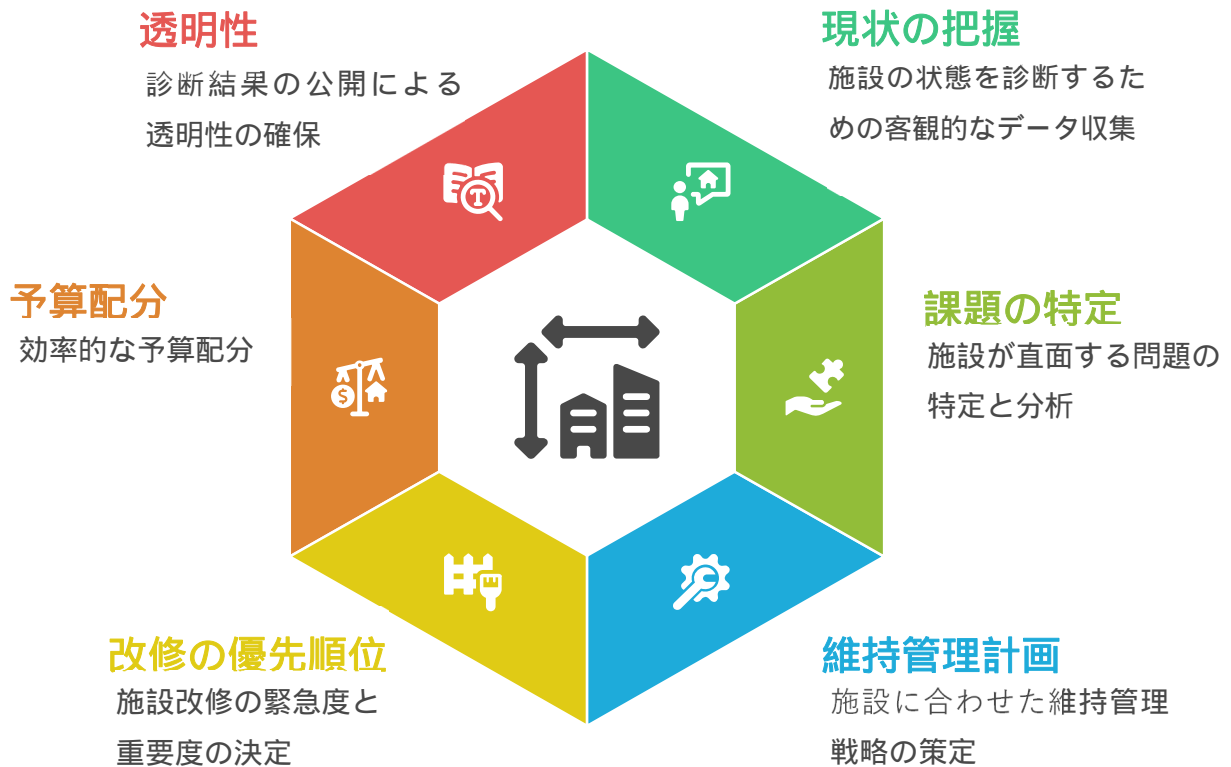 透明性
診断結果の公開による
透明性の確保
現状の把握
施設の状態を診断するた
めの客観的なデータ収集
予算配分
効率的な予算配分
課題の特定
施設が直面する問題の
特定と分析
改修の優先順位
施設改修の緊急度と
重要度の決定
維持管理計画
施設に合わせた維持管理
戦略の策定
T
$